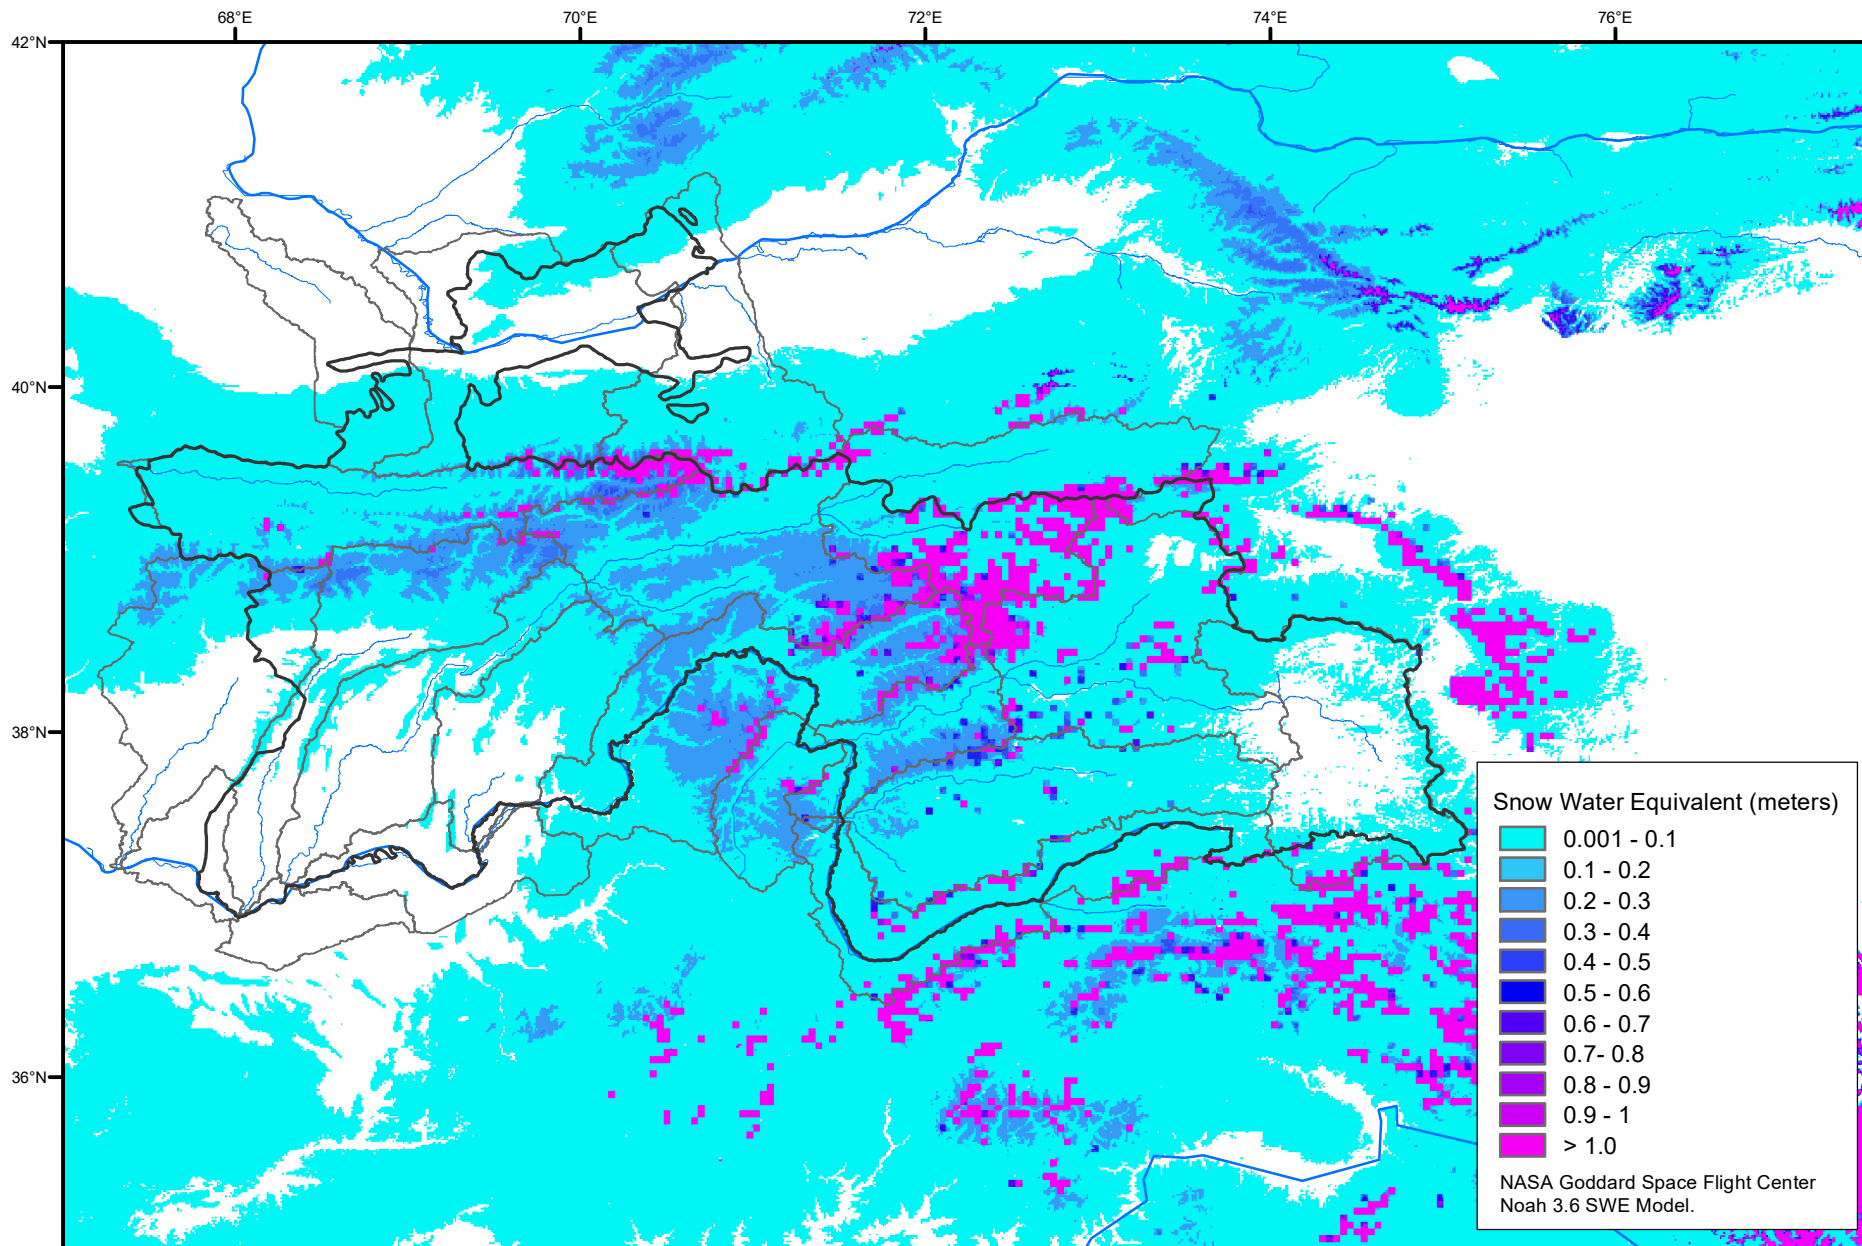 68°E 70°E 72°E 74°E 76°E
42°N
40°N
38°N
36°N
Snow Water Equivalent (meters)
0.001 - 0.1
0.1 - 0.2
0.2 - 0.3
0.3 - 0.4
0.4 - 0.5
0.5 - 0.6
0.6 - 0.7
0.7- 0.8
0.8 - 0.9
0.9 - 1
> 1.0
NASA Goddard Space Flight Center
Noah 3.6 SWE Model.